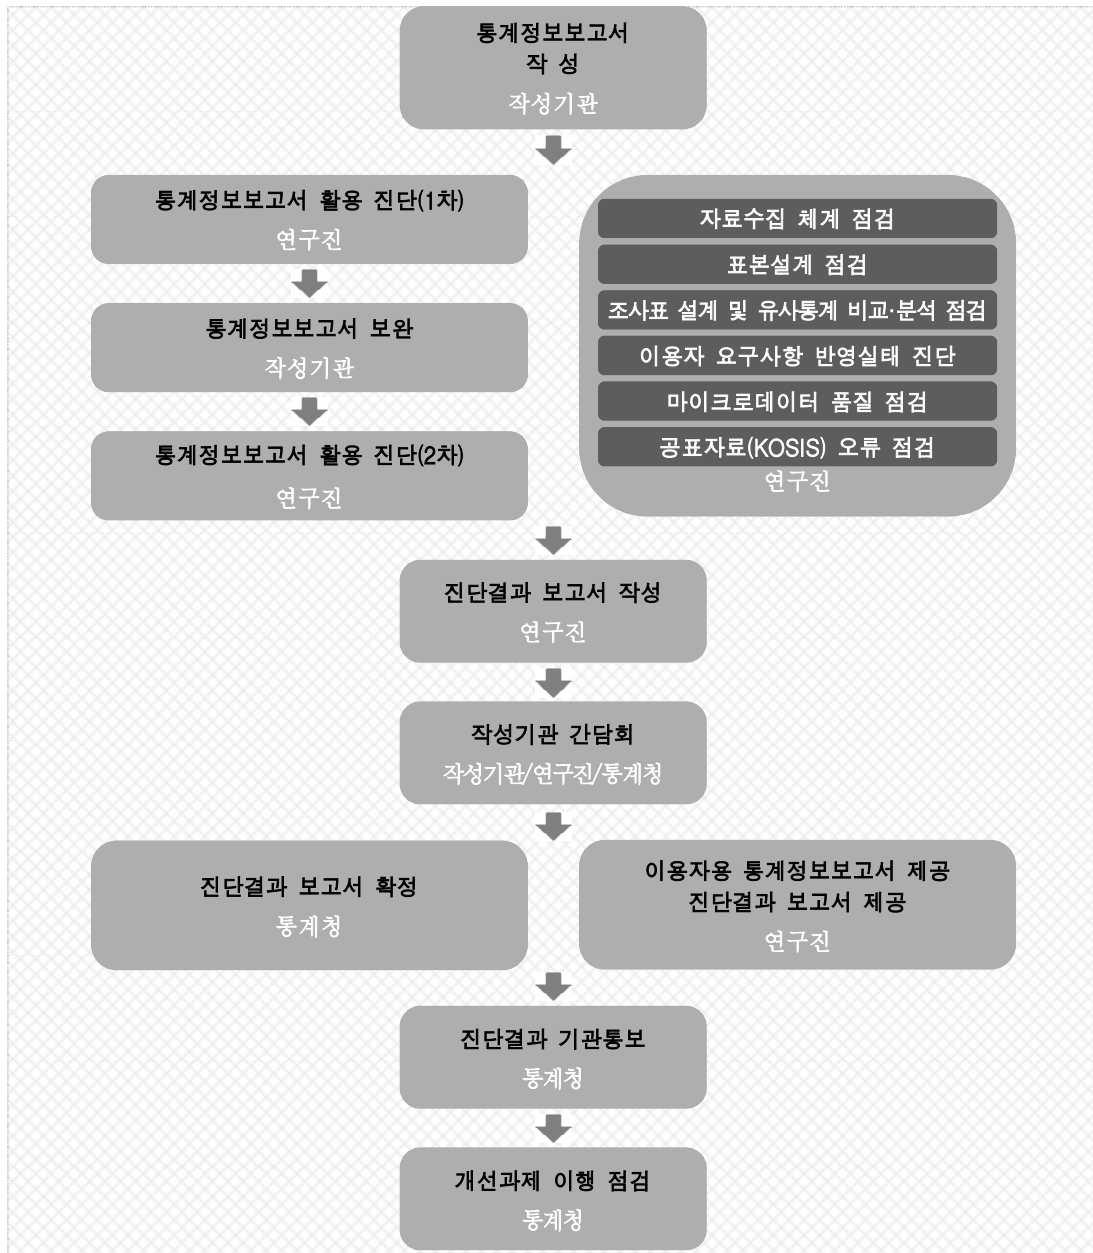 통계정보보고서
작 성
작성기관
통계정보보고서 활용 진단(1차)
연구진
통계정보보고서 보완
작성기관
통계정보보고서 활용 진단(2차)
연구진
자료수집 체계 점검
표본설계 점검
조사표 설계 및 유사통계 비교·분석 점검
이용자 요구사항 반영실태 진단
마이크로데이터 품질 점검
공표자료(KOSIS) 오류 점검
연구진
진단결과 보고서 작성
연구진
작성기관 간담회
작성기관/연구진/통계청
진단결과 보고서 확정
통계청
이용자용 통계정보보고서 제공
진단결과 보고서 제공
연구진
진단결과 기관통보
통계청
개선과제 이행 점검
통계청